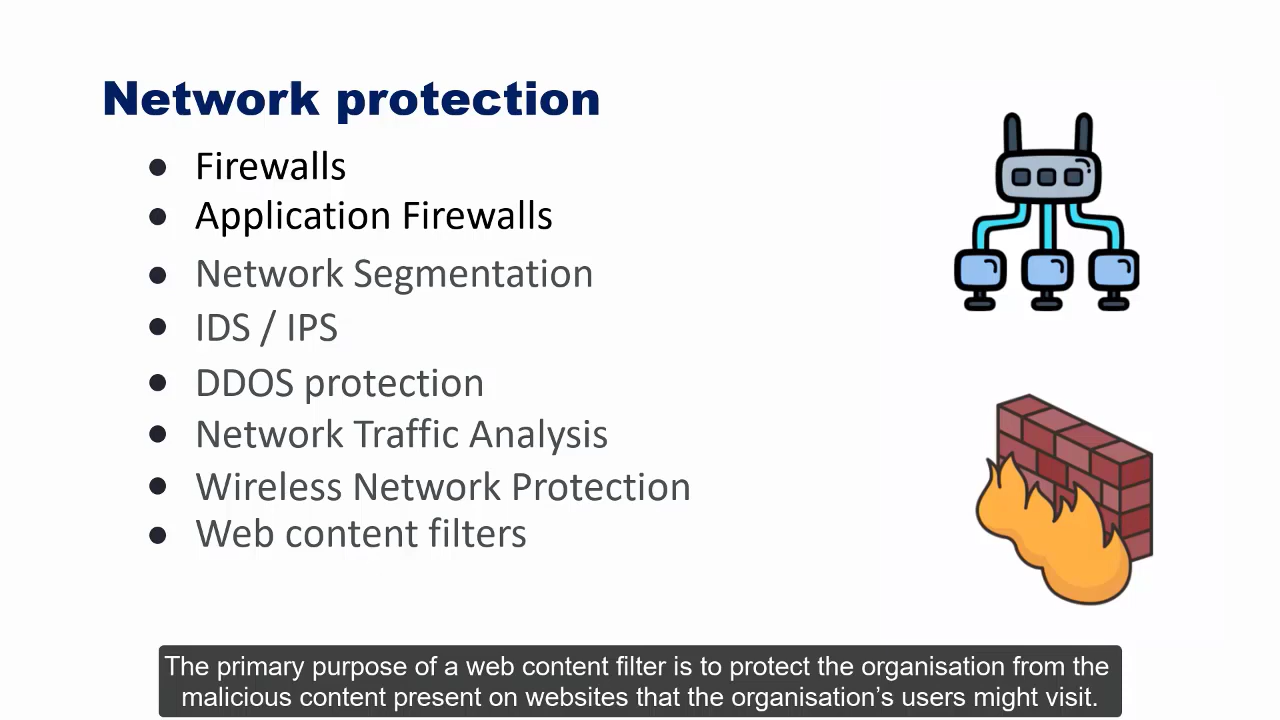 Network protection
Firewalls
Application Firewalls
Network Segmentation
IDS / IPS
DDOS protection
Network Traffic Analysis
Wireless Network Protection
Web content filters
The primary purpose of a web content filter is to protect the organisation from the
malicious content present on websites that the organisation's users might visit.